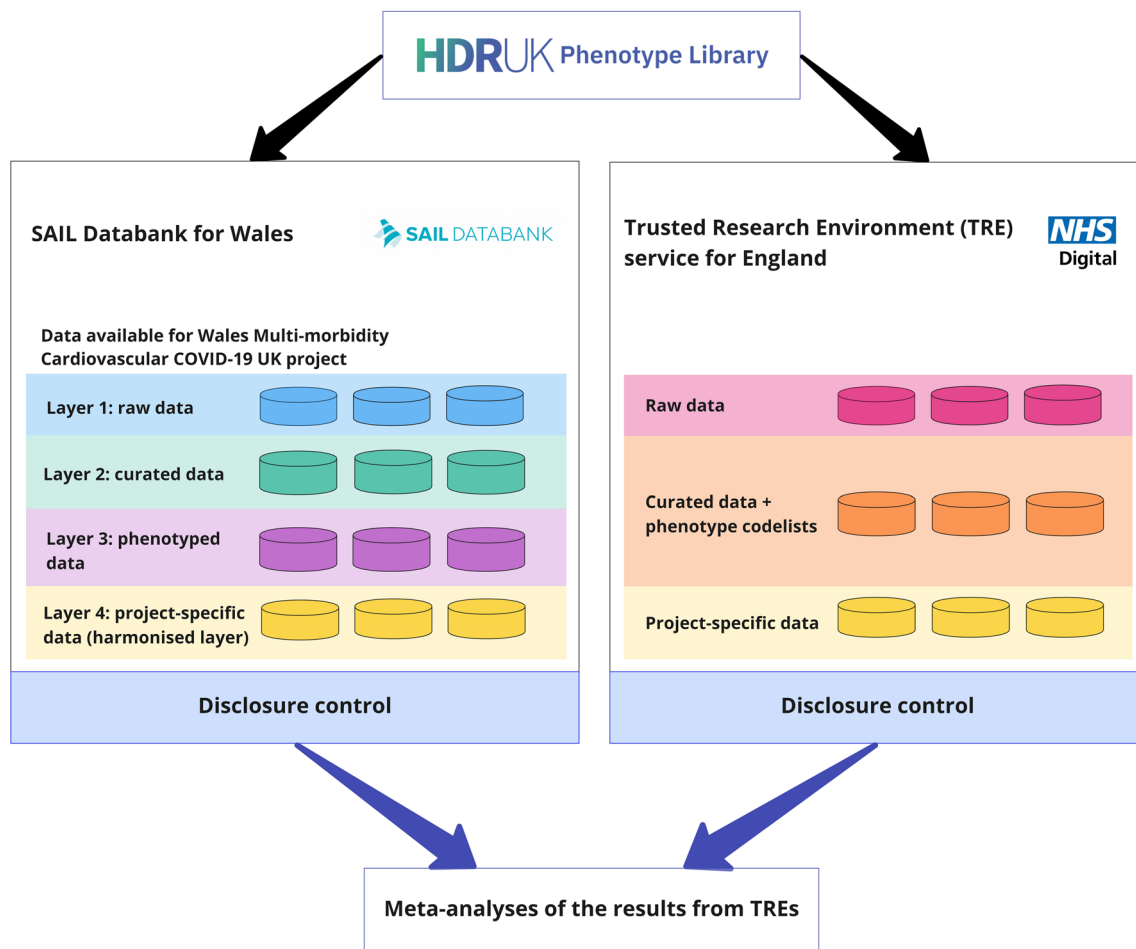 HDRUK Phenotype Library
SAIL Databank for Wales
SAIL DATABANK
Data available for Wales Multi-morbidity
Cardiovascular COVID-19 UK project
Layer 1: raw data
Layer 2: curated data
Layer 3: phenotyped
data
Layer 4: project-specific
data (harmonised layer)
Disclosure control
Trusted Research Environment (TRE)
service for England
NHS
Digital
Raw data
Curated data +
phenotype codelists
Project-specific data
Disclosure control
Meta-analyses of the results from TREs